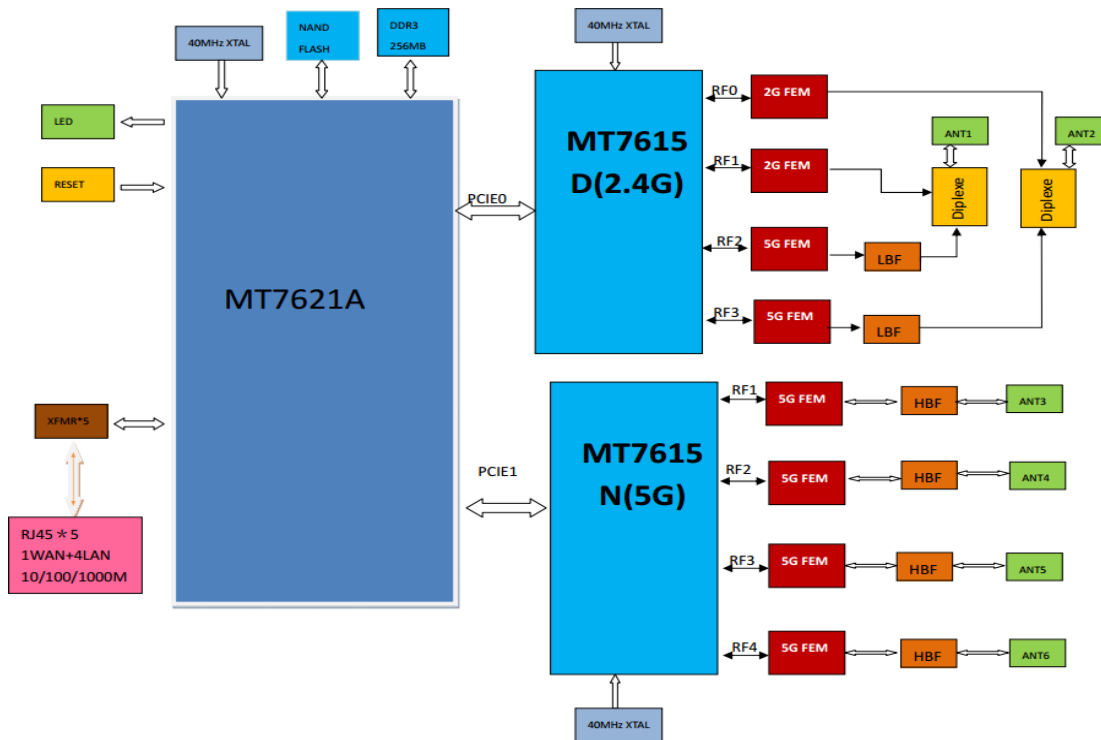 40MHz XTAL
NAND
FLASH
DDR3
256MB
40MHz XTAL
LED
RESET
MT7621A
XFMR*5
RJ45*5
1WAN+4LAN
10/100/1000M
PCIE0
PCIE1
MT7615
D(2.4G)
RF0
2G FEM
RF1
2G FEM
RF2
5G FEM
LBF
RF3
5G FEM
LBF
ANT1
Diplexe
ANT2
Diplexe
MT7615
N(5G)
RF1
5G FEM
HBF
ANT3
RF2
5G FEM
HBF
ANT4
RF3
5G FEM
HBF
ANT5
RF4
5G FEM
HBF
ANT6
40MHz XTAL